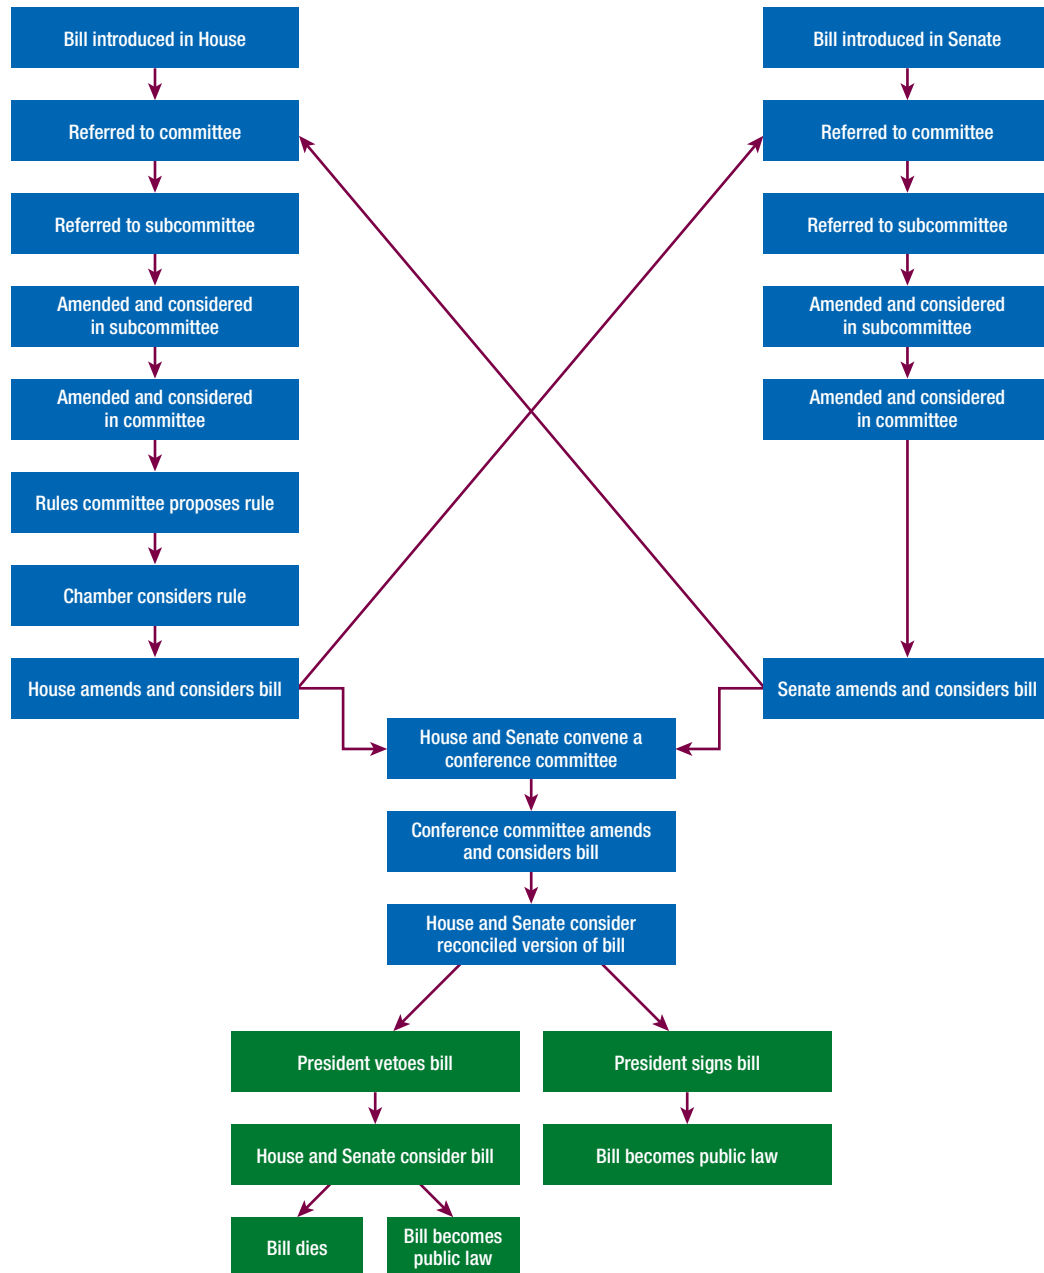 Bill introduced in House
Referred to committee
Referred to subcommittee
Amended and considered
in subcommittee
Amended and considered
in committee
Rules committee proposes rule
Chamber considers rule
House amends and considers bill
Bill introduced in Senate
Referred to committee
Referred to subcommittee
Amended and considered
in subcommittee
Amended and considered
in committee
Senate amends and considers bill
House and Senate convene a
conference committee
Conference committee amends
and considers bill
House and Senate consider
reconciled version of bill
President vetoes bill
House and Senate consider bill
Bill dies
Bill becomes
public law
President signs bill
Bill becomes public law